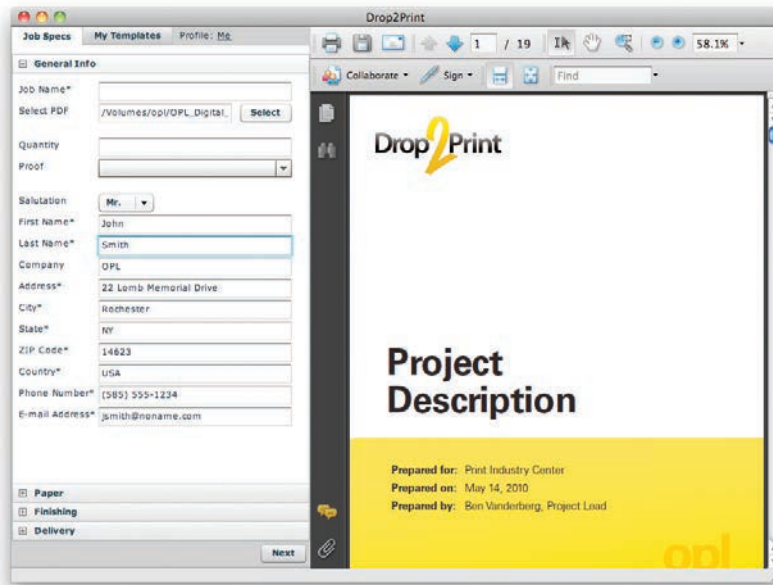 Drop2Print
Job Specs My Templates Profile: Me
1 / 19 58.1%
General Info
Collaborate Sign Find
Job Name*
Select PDF /Volumes/opl/OPL_Digital_ Select
Quantity
Proof
Drop2Print
Salutation Mr.
First Name* John
Last Name* Smith
Company OPL
Address* 22 Lomb Memorial Drive
City* Rochester
State* NY
ZIP Code* 14623
Country* USA
Phone Number* (585) 555-1234
E-mail Address* jsmith@noname.com
Project
Description
Prepared for: Print Industry Center
Prepared on: May 14, 2010
Prepared by: Ben Vanderberg, Project Lead
Paper
Finishing
Delivery
Next
opl